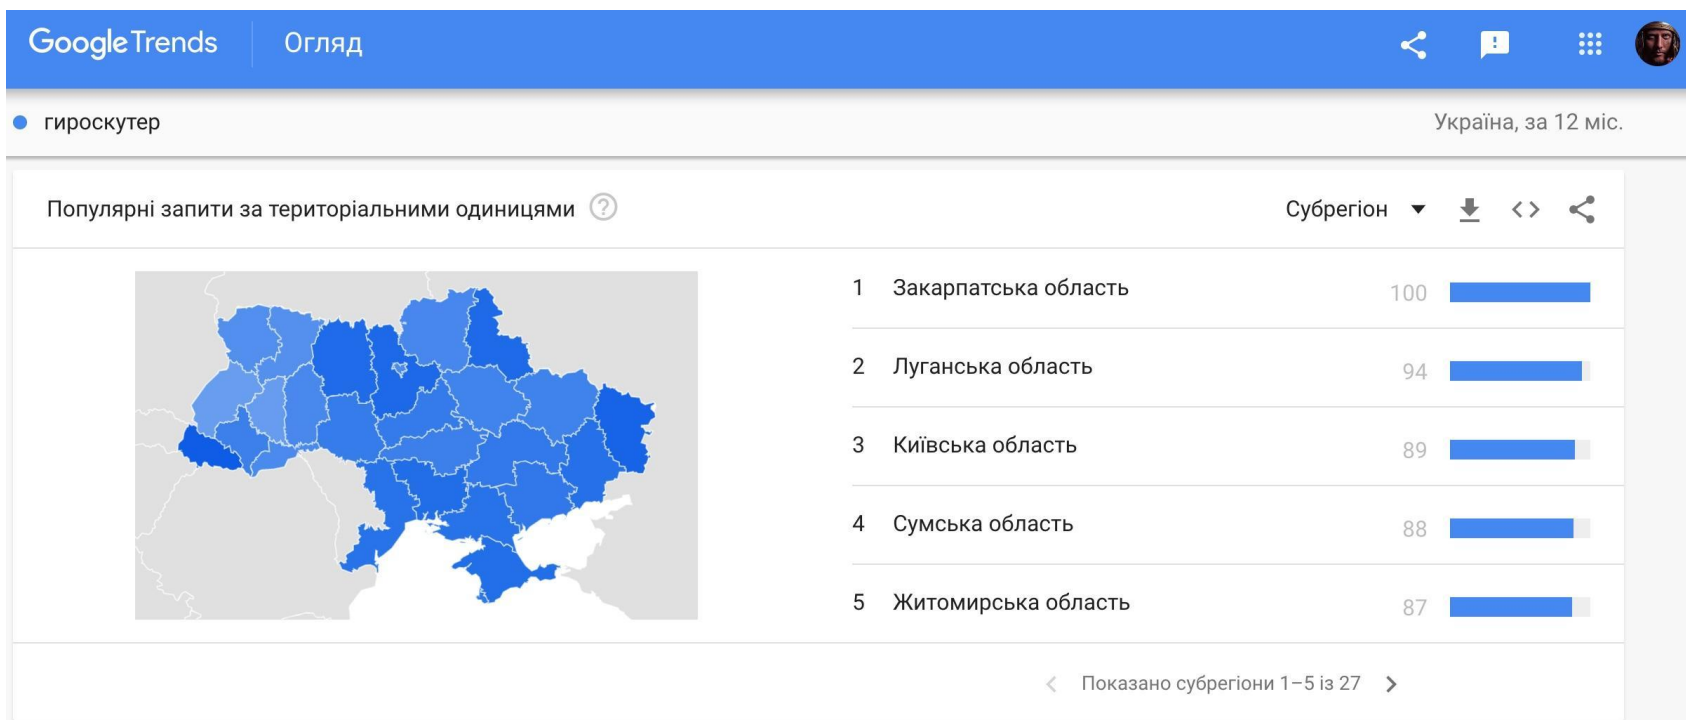 Google Trends Огляд
гироскутер Україна, за 12 міс.
Популярні запити за територіальними одиницями ? Субрегіон
1 Закарпатська область 100
2 Луганська область 94
3 Київська область 89
4 Сумська область 88
5 Житомирська область 87
Показано субрегіони 1–5 із 27